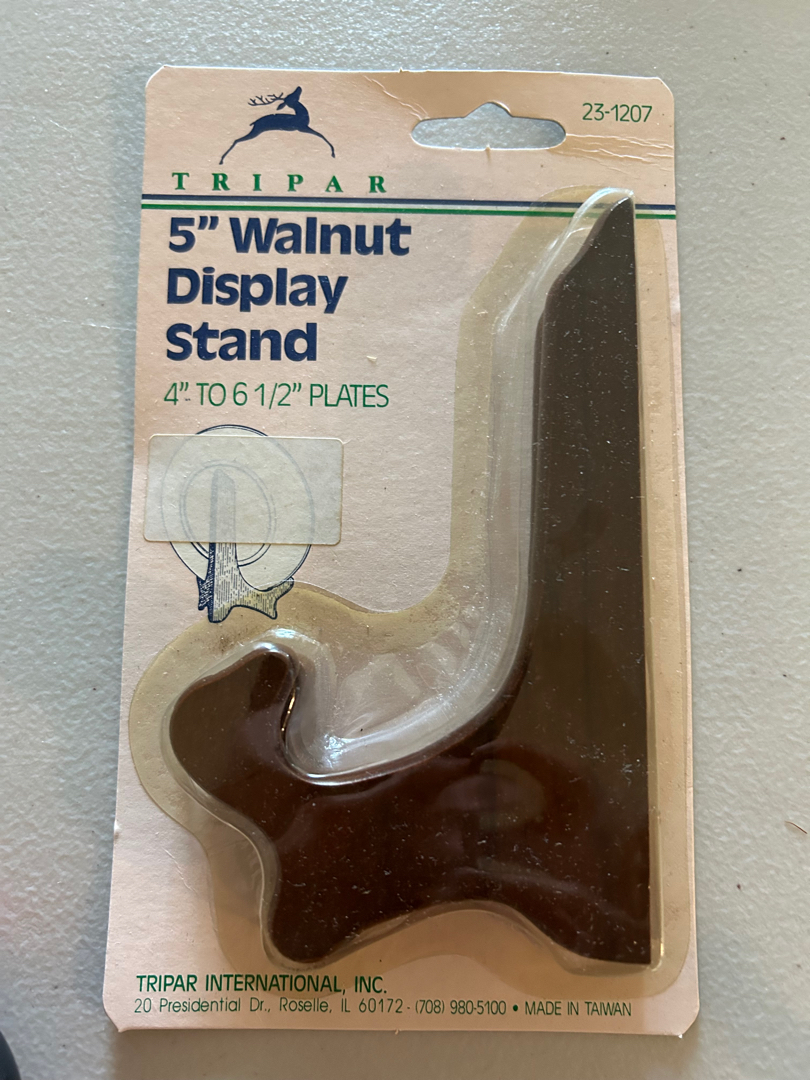 23-1207
TRIPAR
5” Walnut
Display
Stand
4”- TO 6 1/2” PLATES
TRIPAR INTERNATIONAL, INC.
20 Presidential Dr., Roselle, IL 60172 - (708) 980-5100 • MADE IN TAIWAN